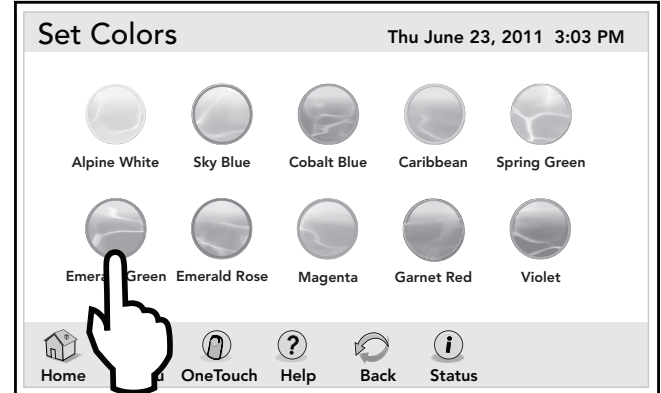 Set Colors Thu June 23, 2011 3:03 PM
Alpine White Sky Blue Cobalt Blue Caribbean Spring Green
Green Emerald Rose Magenta Garnet Red Violet
Home OneTouch Help Back Status